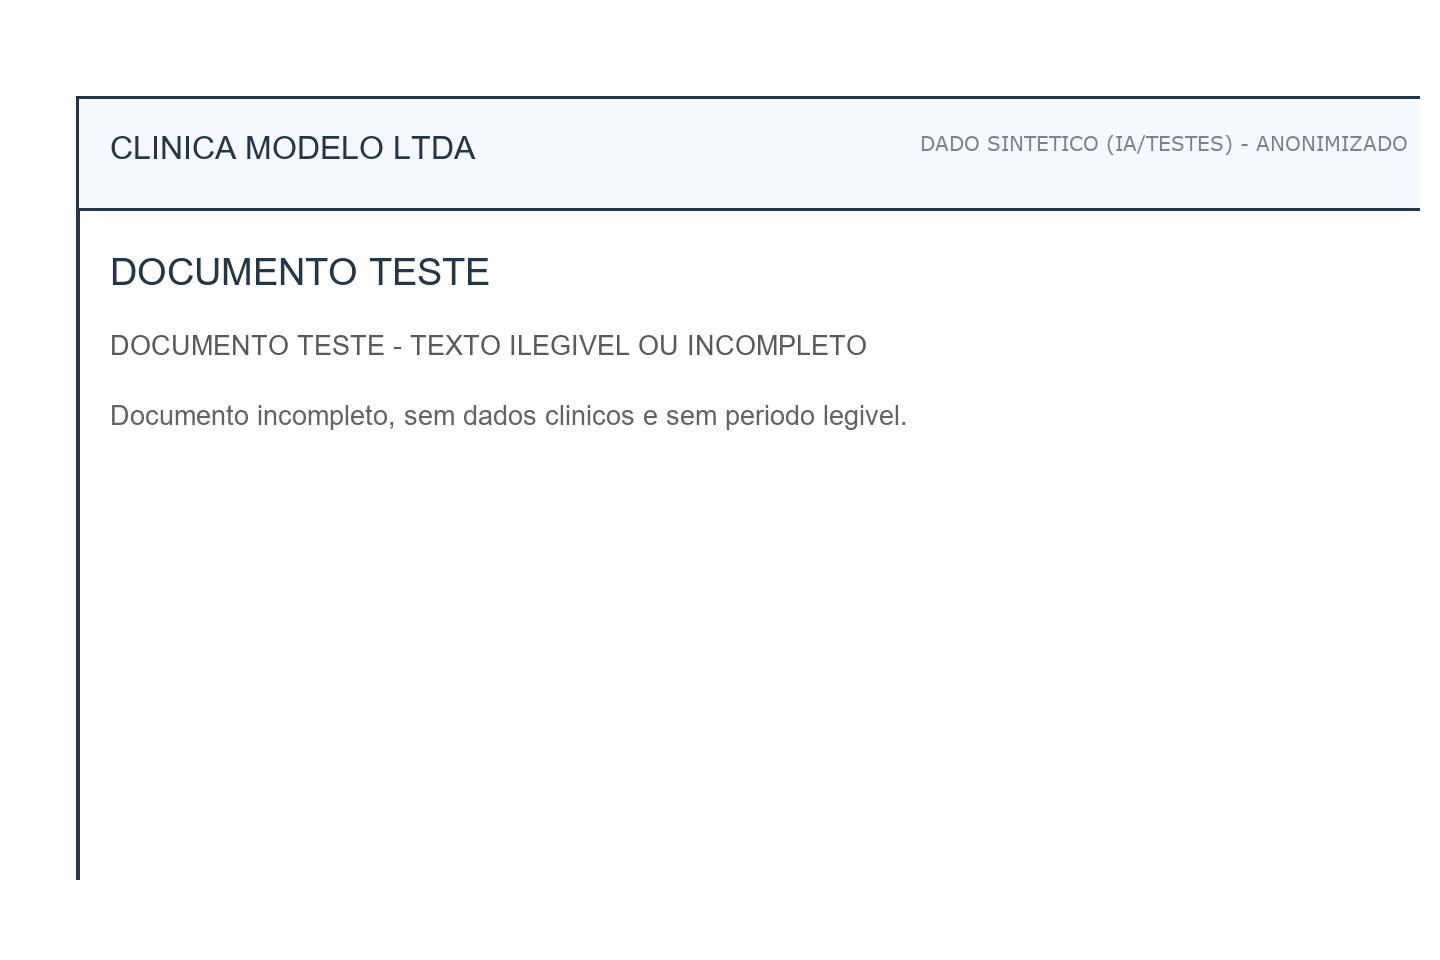 CLINICA MODELO LTDA
DADO SINTETICO (IA/TESTES) - ANONIMIZADO
DOCUMENTO TESTE
DOCUMENTO TESTE - TEXTO ILEGIVEL OU INCOMPLETO
Documento incompleto, sem dados clinicos e sem periodo legivel.